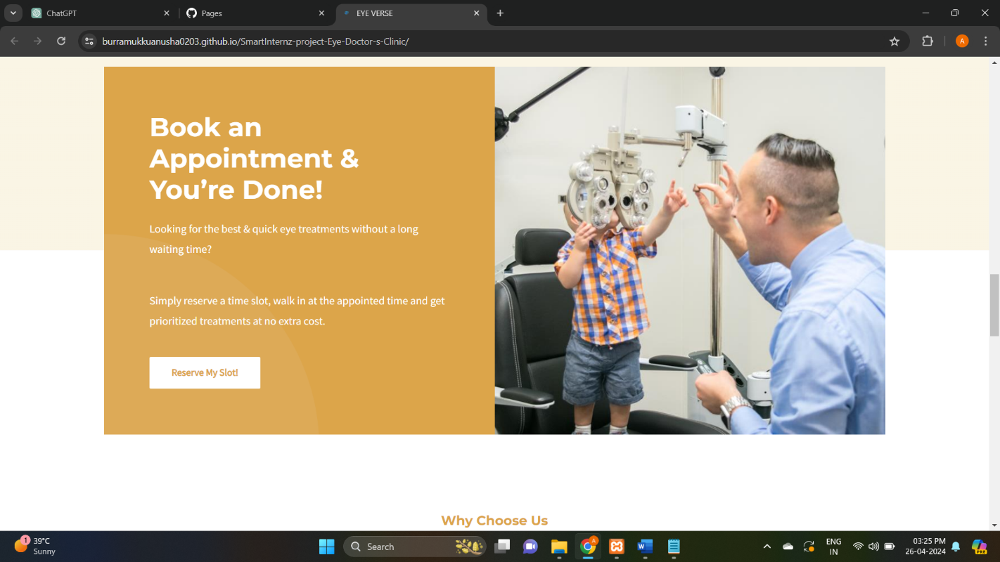 ChatGPT
Pages
EYE VERSE
burramukkuanusha0203.github.io/SmartInternz-project-Eye-Doctor-s-Clinic/
A
Book an
Appointment &
You’re Done!
Looking for the best & quick eye treatments without a long
waiting time?
Simply reserve a time slot, walk in at the appointed time and get
prioritized treatments at no extra cost.
Reserve My Slot!
Why Choose Us
1
39°C
Sunny
Search
A
W
ENG
IN
03:25 PM
26-04-2024
PRE